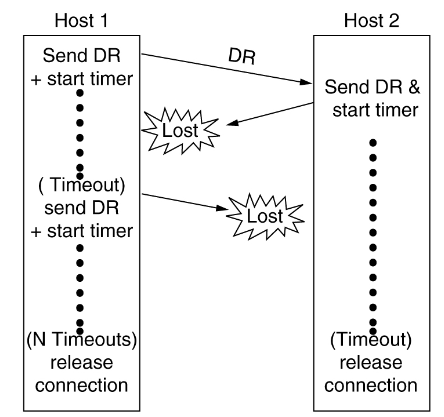 Host 1
Host 2
Send DR
+ start timer
DR
Send DR &
start timer
Lost
( Timeout)
send DR
+ start timer
Lost
(N Timeouts)
release
connection
(Timeout)
release
connection